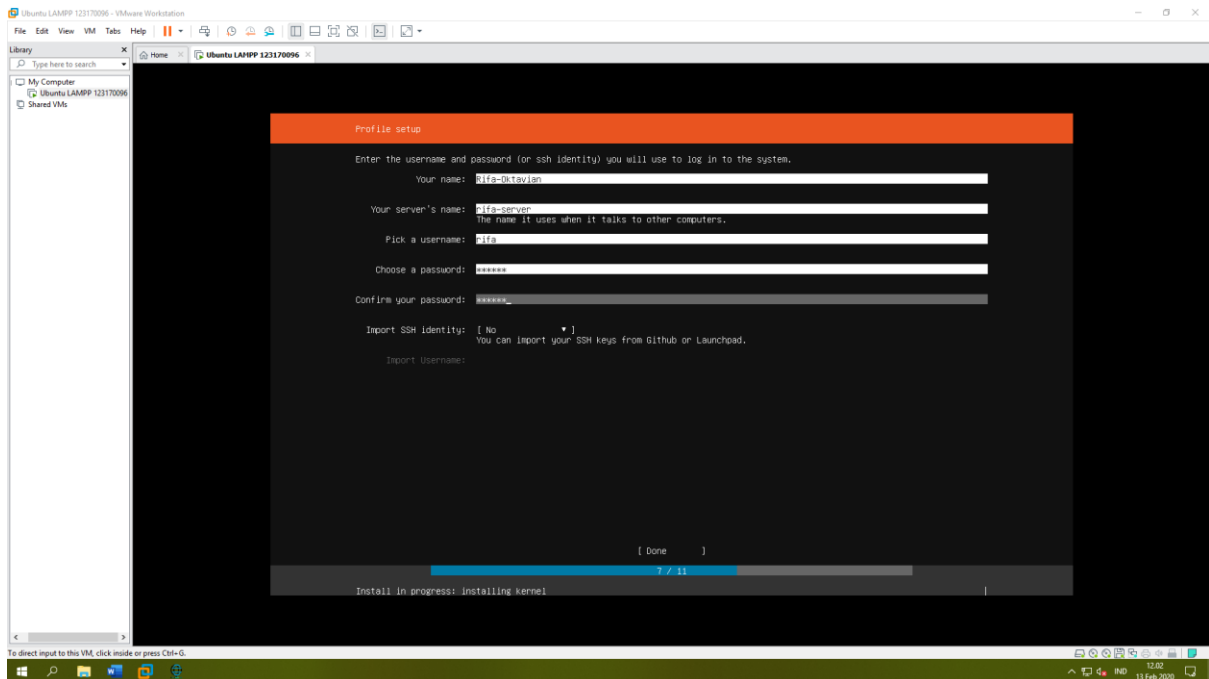 Ubuntu LAMPP 123170096 - VMware Workstation
File Edit View VM Tabs Help
Library
Home
Ubuntu LAMPP 123170096
Type here to search
My Computer
Ubuntu LAMPP 123170096
Shared VMs
Profile setup
Enter the username and password (or ssh identity) you will use to log in to the system.
Your name: Rifa-Oktavian
Your server's name: rifa-server
The name it uses when it talks to other computers.
Pick a username: rifa
Choose a password: ******
Confirm your password: ******_
Import SSH identity: [ No ▾ ]
You can import your SSH keys from Github or Launchpad.
Import Username:
[ Done ]
7 / 11
Install in progress: installing kernel
To direct input to this VM, click inside or press Ctrl+G.
IND
12.02
13 Feb 2020